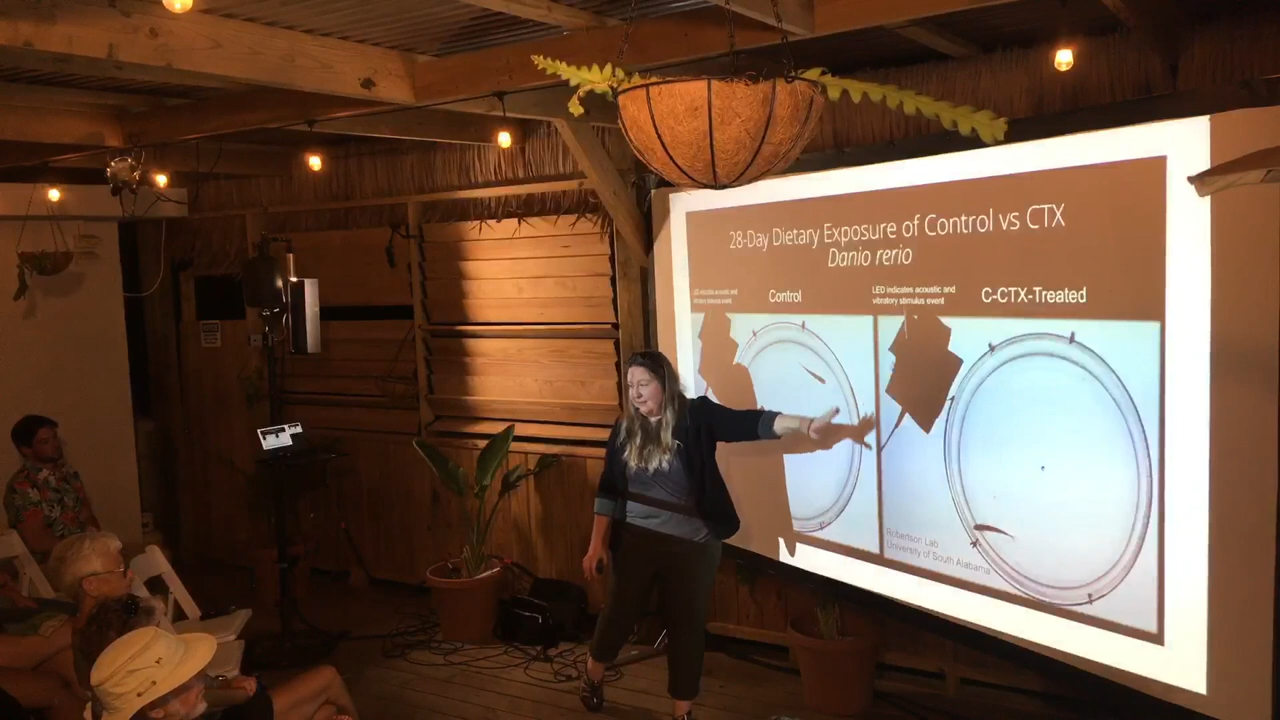 28-Day Dietary Exposure of Control vs CTX
Danio rerio
LED indicates acoustic and
vibratory stimulus event
Control
LED indicates acoustic and
vibratory stimulus event
C-CTX-Treated
Robertson Lab
University of South Alabama